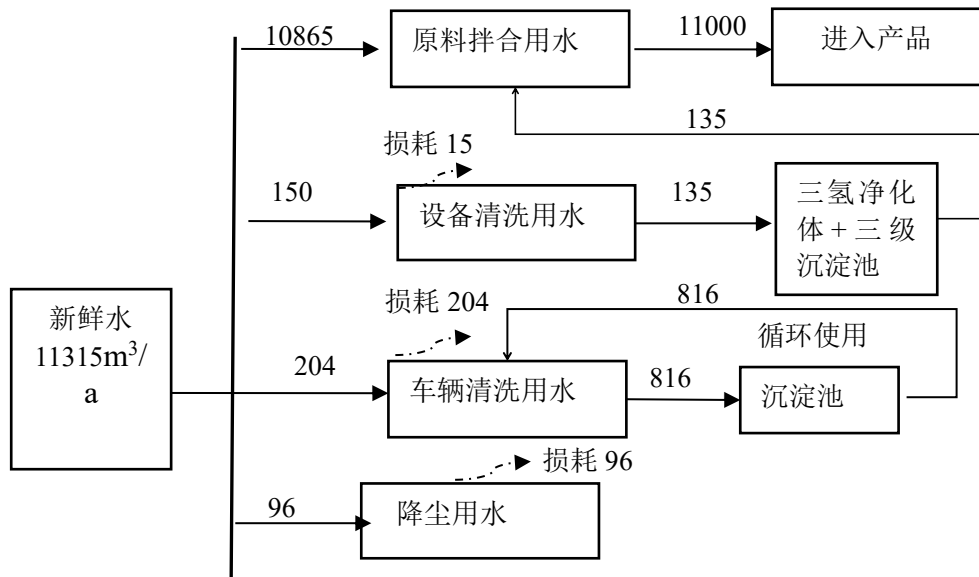 10865
原料拌合用水
11000
进入产品
135
损耗 15
150
设备清洗用水
135
三氢净化
体+三级
沉淀池
新鲜水
11315m³/
a
损耗 204
816
循环使用
204
车辆清洗用水
816
沉淀池
损耗 96
96
降尘用水